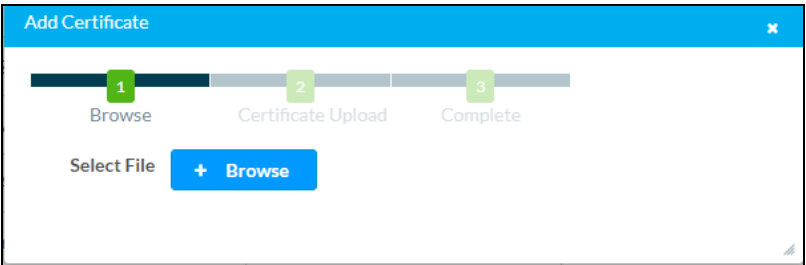 Add Certificate
1 2 3
Browse Certificate Upload Complete
Select File + Browse